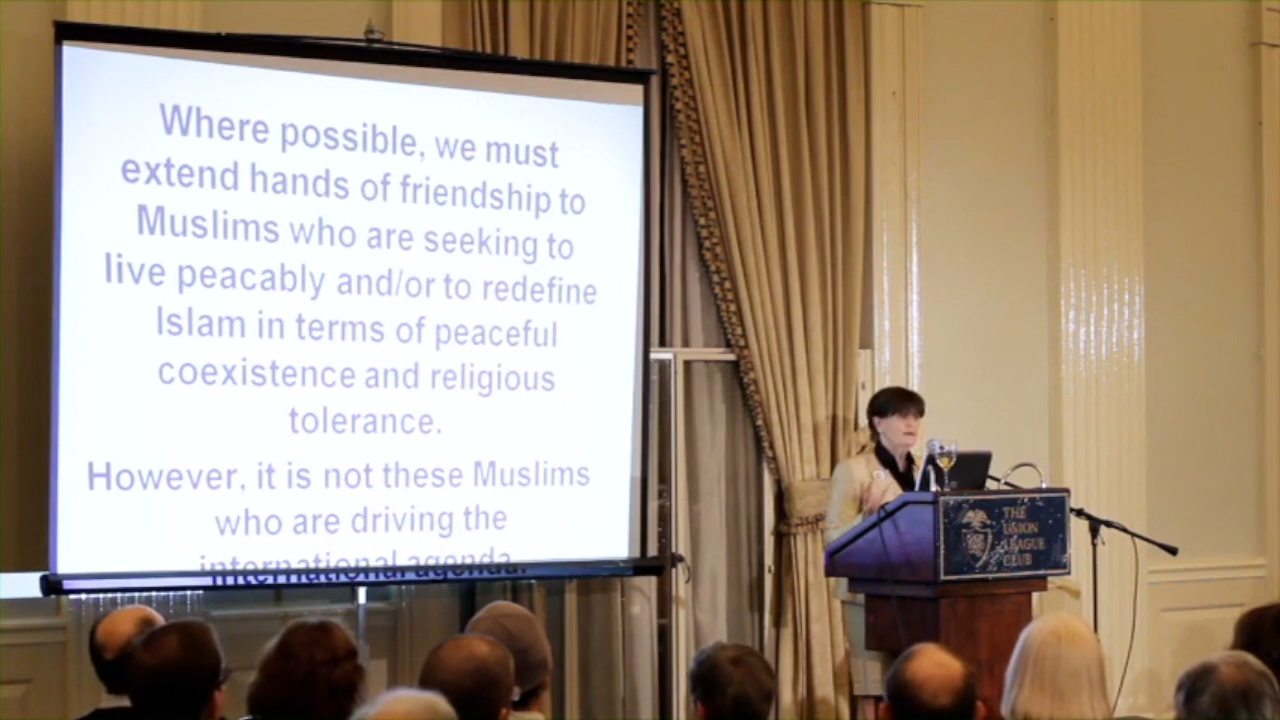 Where possible, we must
extend hands of friendship to
Muslims who are seeking to
live peacably and/or to redefine
Islam in terms of peaceful
coexistence and religious
tolerance.
However, it is not these Muslims
who are driving the
international agenda.
THE
UNION
LEAGUE
CLUB